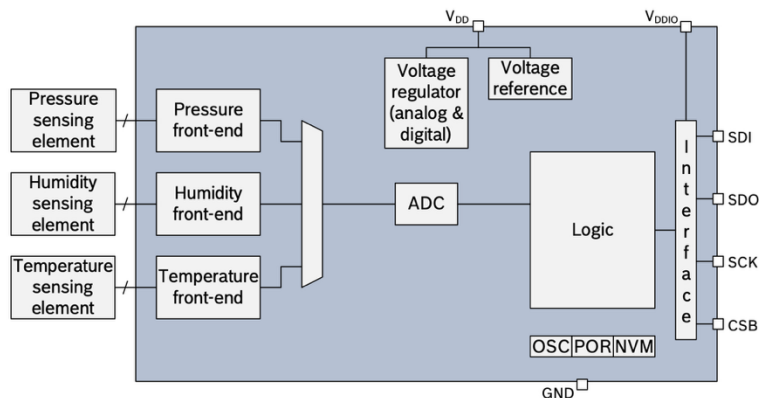 VDD
VDDIO
Voltage
regulator
(analog &
digital)
Voltage
reference
Pressure
sensing
element
Pressure
front-end
Humidity
sensing
element
Humidity
front-end
Temperature
sensing
element
Temperature
front-end
ADC
Logic
OSC POR NVM
Interface
SDI
SDO
SCK
CSB
GND